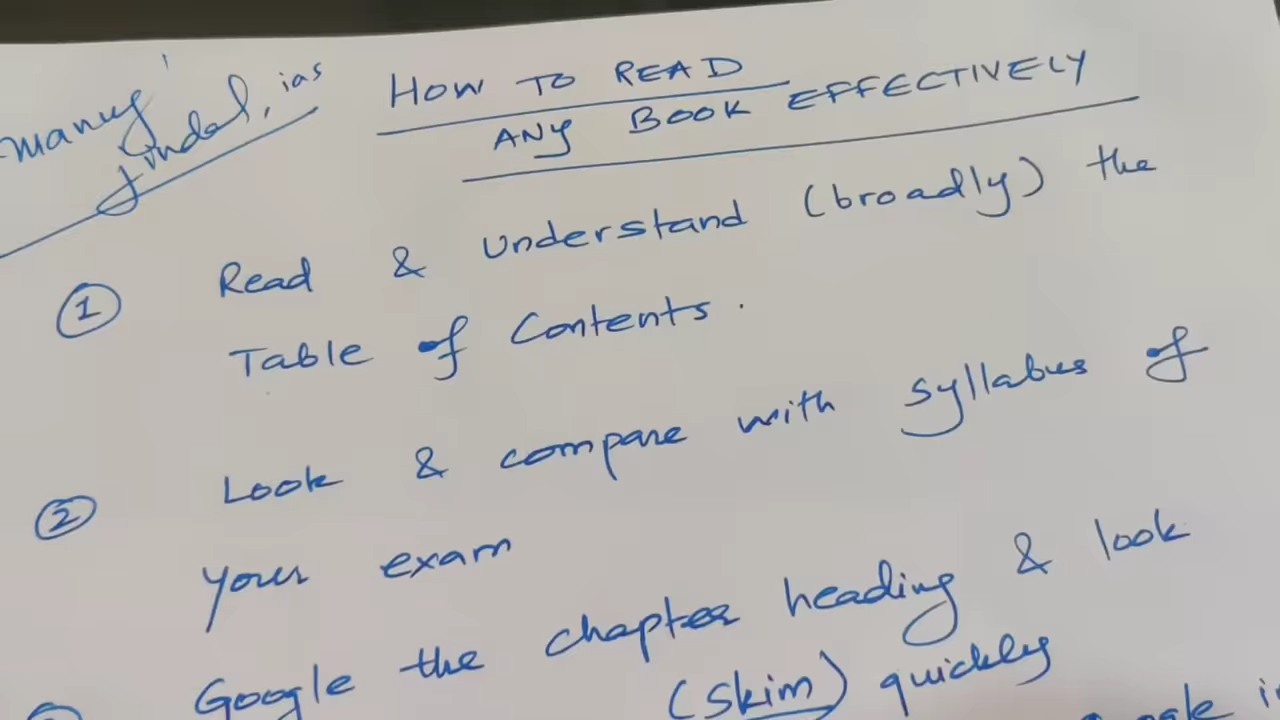 manuj
Jindal, ias
HOW TO READ
ANY BOOK EFFECTIVELY
① Read & Understand (broadly) the
Table of Contents.
② Look & compare with syllabus of
your exam
Google the chapter heading & look
(skim) quickly